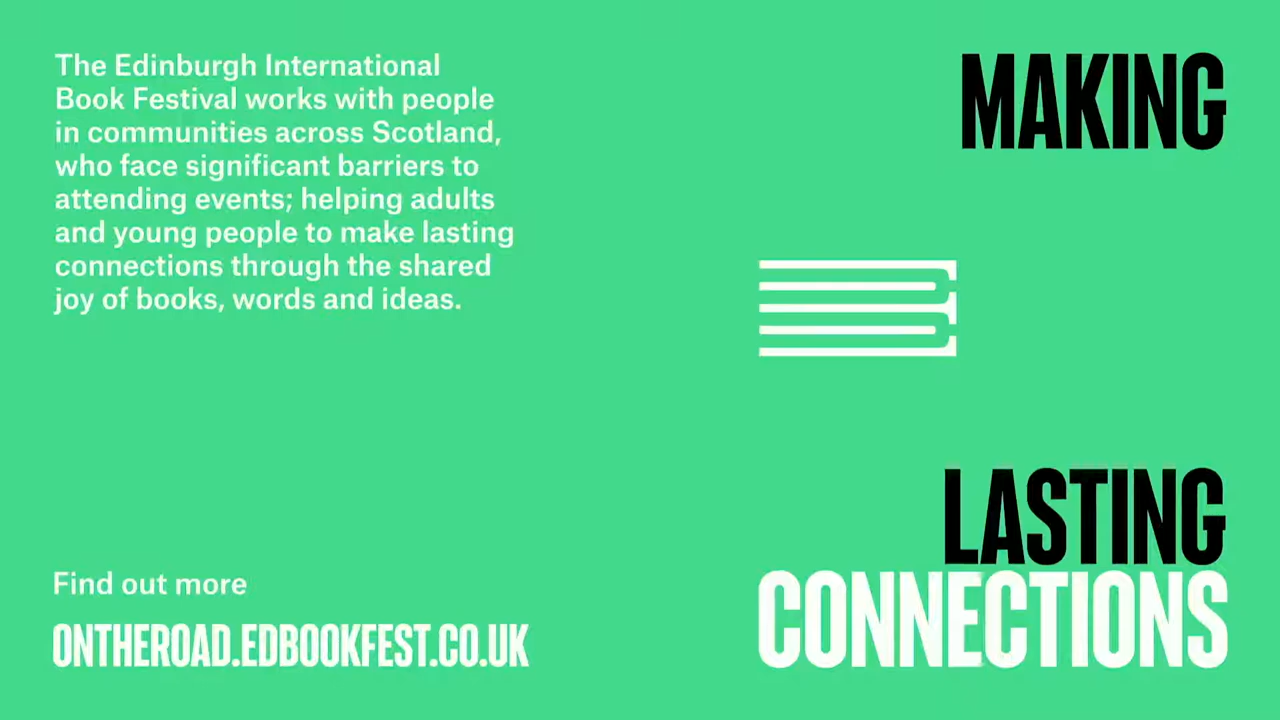 The Edinburgh International
Book Festival works with people
in communities across Scotland,
who face significant barriers to
attending events; helping adults
and young people to make lasting
connections through the shared
joy of books, words and ideas.
Find out more
ONTHEROAD.EDBOOKFEST.CO.UK
MAKING
E
LASTING
CONNECTIONS